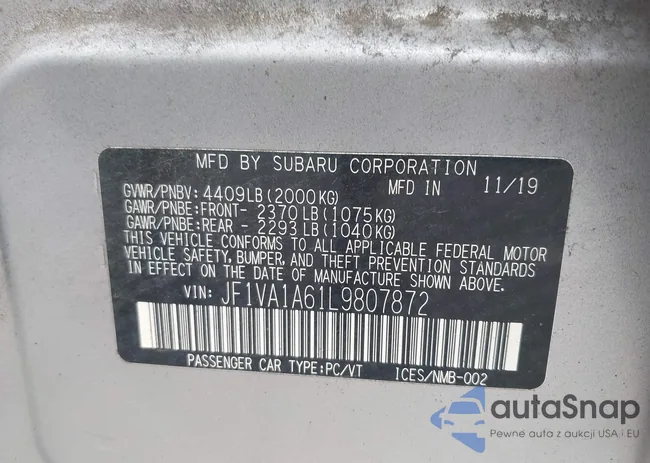 MFD BY SUBARU CORPORATION
GVWR/PNBV: 4409LB(2000KG) MFD IN 11/19
GAWR/PNBE:FRONT- 2370LB(1075KG)
GAWR/PNBE:REAR - 2293LB(1040KG)
THIS VEHICLE CONFORMS TO ALL APPLICABLE FEDERAL MOTOR
VEHICLE SAFETY, BUMPER, AND THEFT PREVENTION STANDARDS
IN EFFECT ON THE DATE OF MANUFACTURE SHOWN ABOVE.
VIN: JF1VA1A61L9807872
PASSENGER CAR TYPE:PC/VT ICES/NMB-002
autaSnap
Pewne auta z aukcji USA i EU